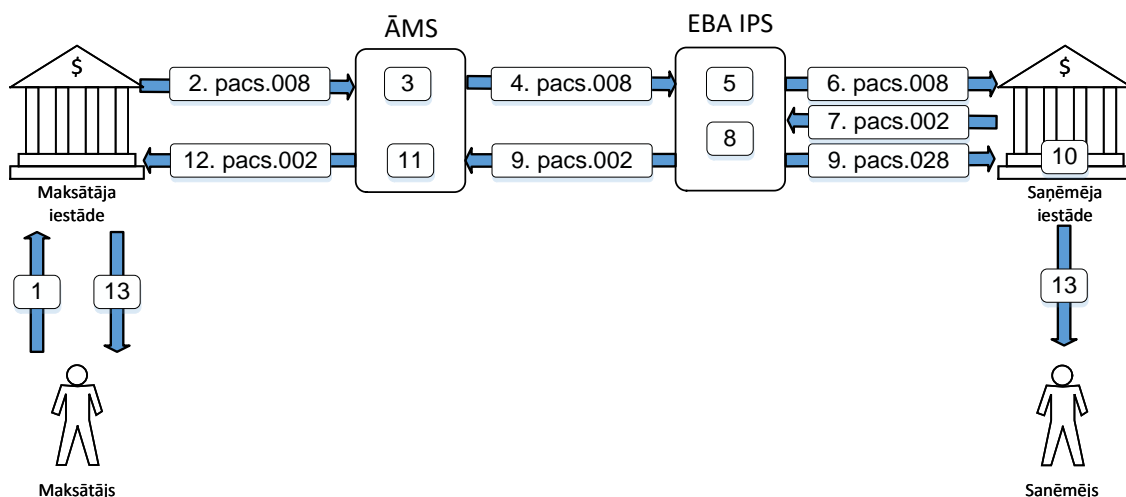 ĀMS
EBA IPS
$
2. pacs.008
3
4. pacs.008
5
6. pacs.008
$
7. pacs.002
8
12. pacs.002
11
9. pacs.002
9. pacs.028
10
Maksātāja
iestāde
Saņēmēja
iestāde
1
13
13
Maksātājs
Saņēmējs